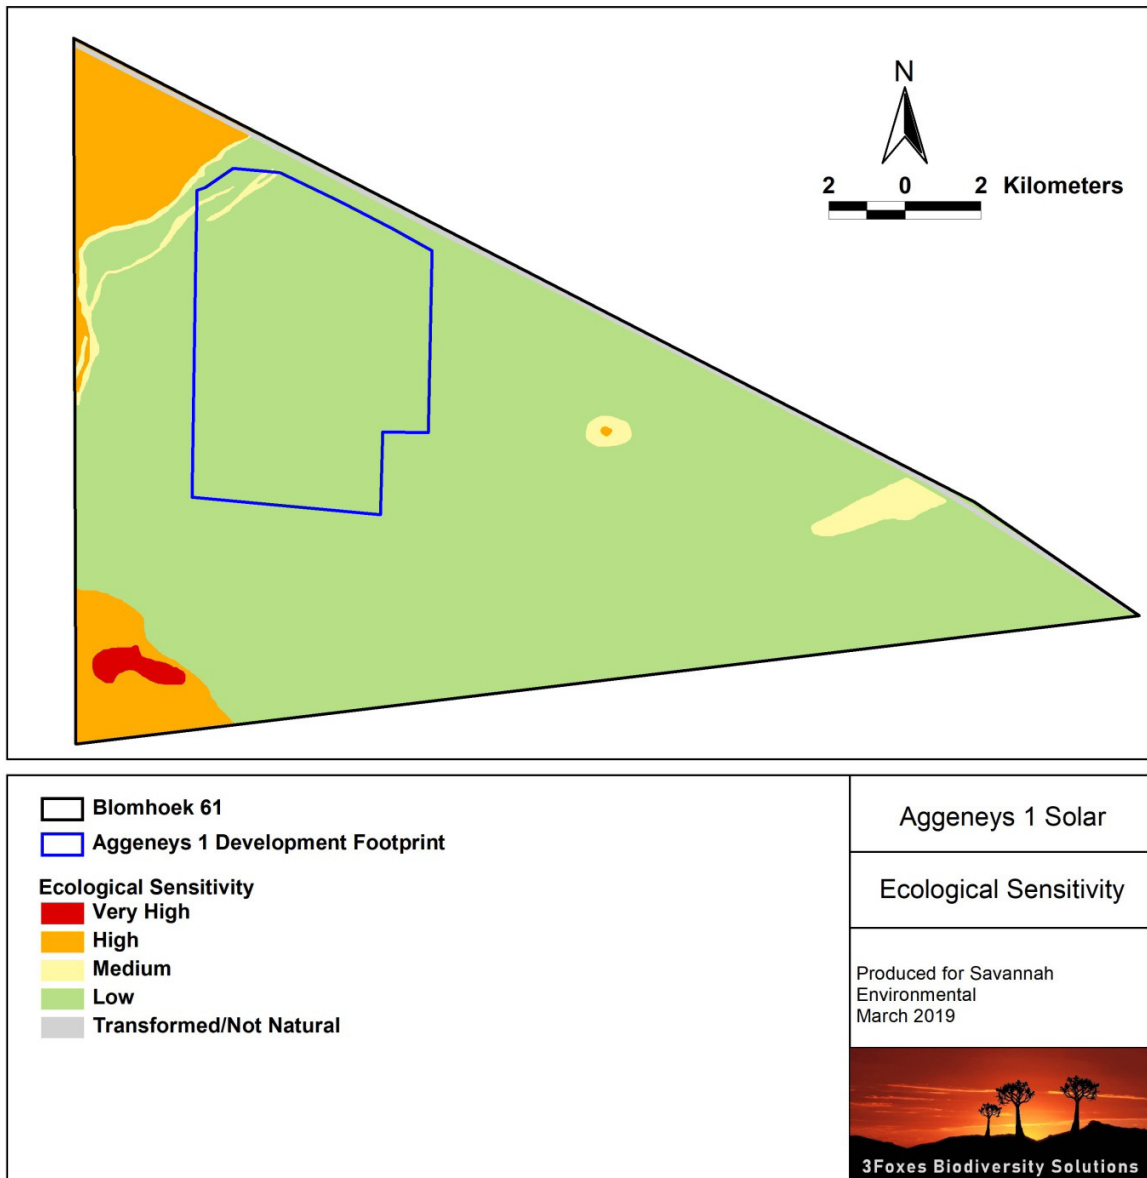 N
2 0 2 Kilometers
Blomhoek 61
Aggeneys 1 Development Footprint
Ecological Sensitivity
Very High
High
Medium
Low
Transformed/Not Natural
Aggeneys 1 Solar
Ecological Sensitivity
Produced for Savannah
Environmental
March 2019
3Foxes Biodiversity Solutions